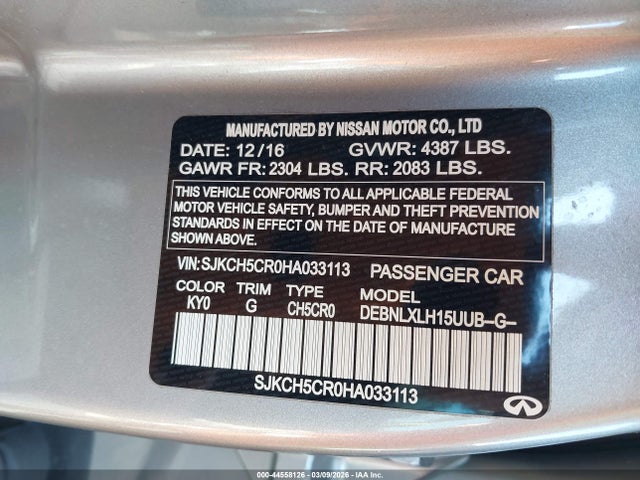 MANUFACTURED BY NISSAN MOTOR CO., LTD
DATE: 12/16 GVWR: 4387 LBS.
GAWR FR: 2304 LBS. RR: 2083 LBS.
THIS VEHICLE CONFORMS TO ALL APPLICABLE FEDERAL
MOTOR VEHICLE SAFETY, BUMPER AND THEFT PREVENTION
STANDARDS IN EFFECT ON THE DATE OF MANUFACTURE
SHOWN ABOVE.
VIN:SJKCH5CR0HA033113 PASSENGER CAR
COLOR TRIM TYPE MODEL
KY0 G CH5CR0 DEBNLXLH15UUB-G-
SJKCH5CR0HA033113
000-44558126 - 03/09/2026 - IAA, Inc.